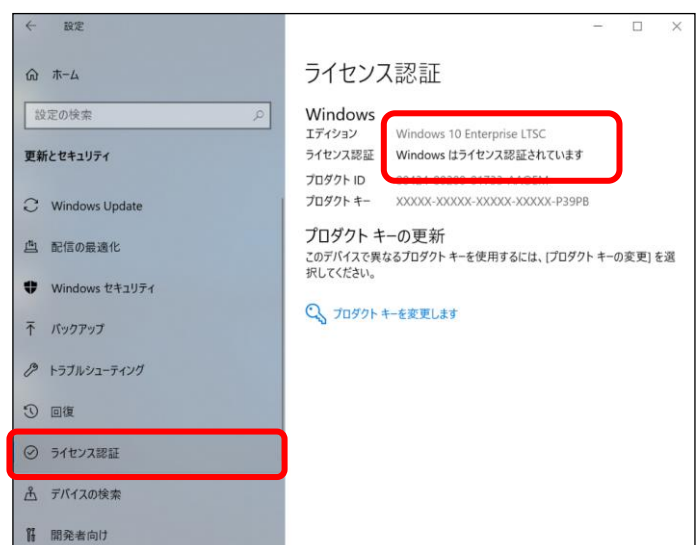 設定
ホーム
設定の検索
更新とセキュリティ
Windows Update
配信の最適化
Windows セキュリティ
バックアップ
トラブルシューティング
回復
ライセンス認証
デバイスの検索
開発者向け
ライセンス認証
Windows
エディション Windows 10 Enterprise LTSC
ライセンス認証 Windows はライセンス認証されています
プロダクト ID
プロダクト キー XXXXX-XXXXX-XXXXX-XXXXX-P39PB
プロダクト キーの更新
このデバイスで異なるプロダクト キーを使用するには、[プロダクト キーの変更] を選
択してください。
プロダクト キーを変更します